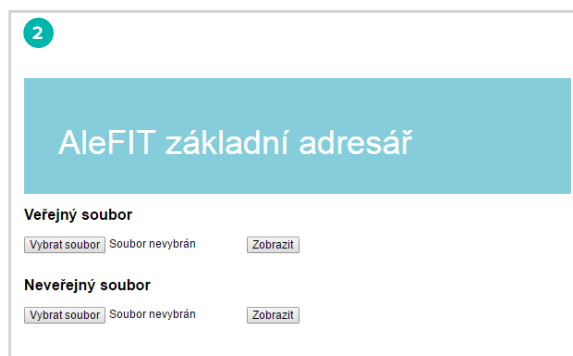 2
AleFIT základní adresář
Veřejný soubor
Vybrat soubor Soubor nevybrán Zobrazit
Neveřejný soubor
Vybrat soubor Soubor nevybrán Zobrazit